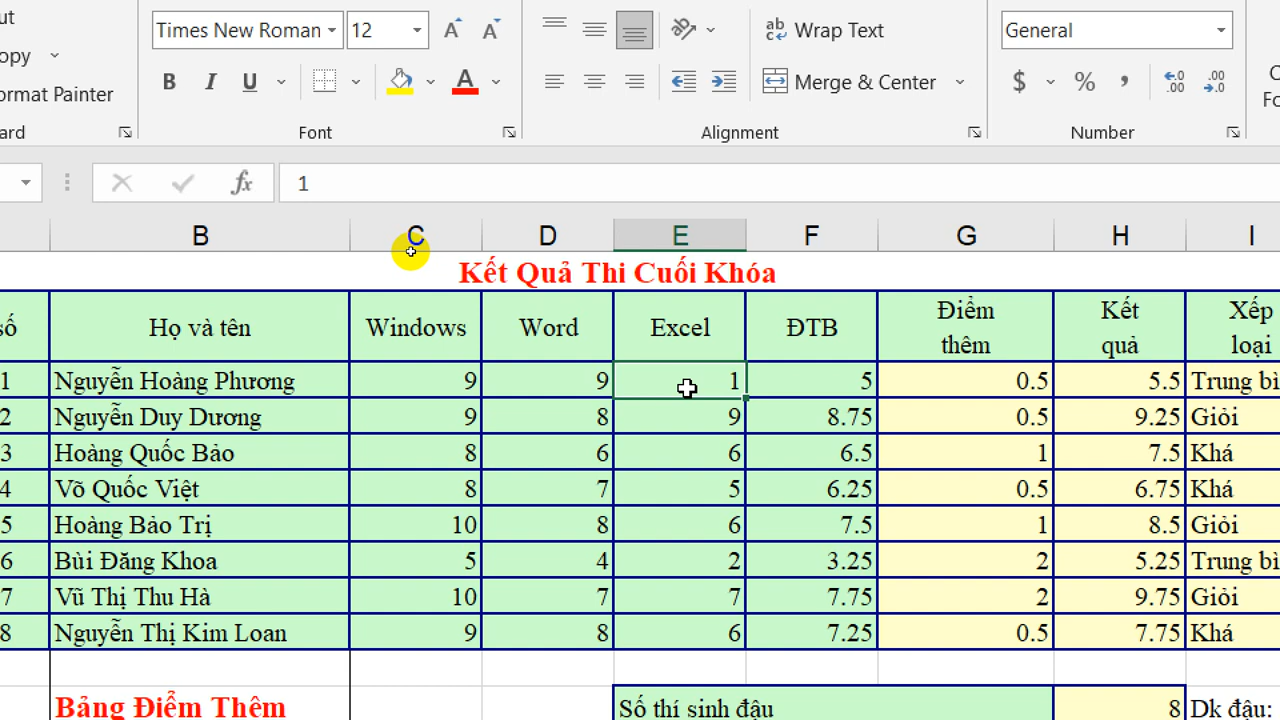 ut Times New Roman 12 A A Wrap Text General
opy B I U A Merge & Center $ % , .00 .00
ormat Painter Fo
ard Font Alignment Number
fx 1
B C D E F G H I
Kết Quả Thi Cuối Khóa
số Họ và tên Windows Word Excel ĐTB Điểm thêm Kết quả Xếp loại
1 Nguyễn Hoàng Phương 9 9 1 5 0.5 5.5 Trung bì
2 Nguyễn Duy Dương 9 8 9 8.75 0.5 9.25 Giỏi
3 Hoàng Quốc Bảo 8 6 6 6.5 1 7.5 Khá
4 Võ Quốc Việt 8 7 5 6.25 0.5 6.75 Khá
5 Hoàng Bảo Trị 10 8 6 7.5 1 8.5 Giỏi
6 Bùi Đăng Khoa 5 4 2 3.25 2 5.25 Trung bì
7 Vũ Thị Thu Hà 10 7 7 7.75 2 9.75 Giỏi
8 Nguyễn Thị Kim Loan 9 8 6 7.25 0.5 7.75 Khá
Bảng Điểm Thêm Số thí sinh đậu 8 Dk đậu: